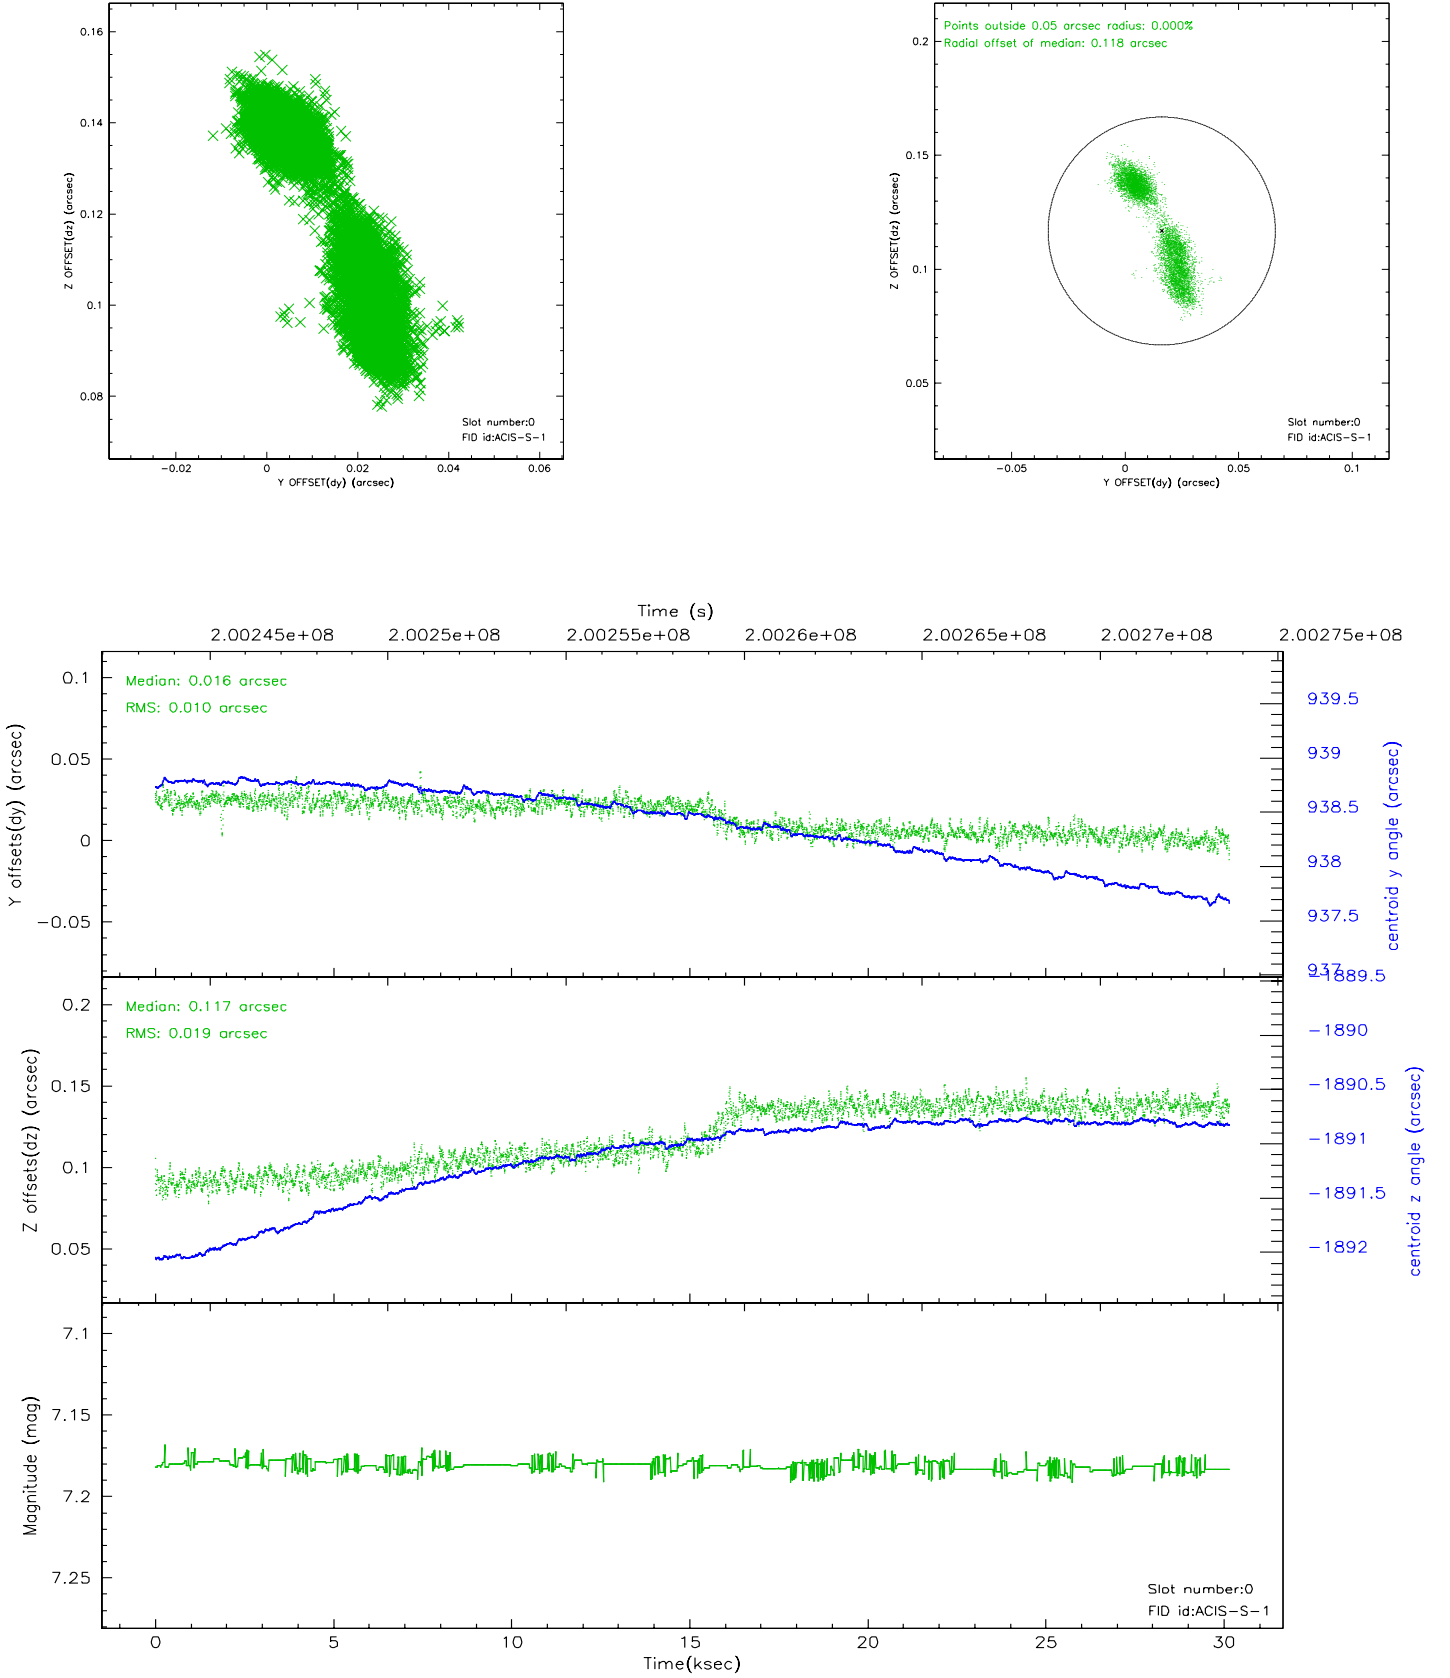 0.16
0.14
0.12
0.1
0.08
Z OFFSET(dz) (arcsec)
Slot number:0
FID id:ACIS-S-1
-0.02 0 0.02 0.04 0.06
Y OFFSET(dy) (arcsec)
Points outside 0.05 arcsec radius: 0.000%
Radial offset of median: 0.118 arcsec
0.2
0.15
0.1
0.05
Z OFFSET(dz) (arcsec)
Slot number:0
FID id:ACIS-S-1
-0.05 0 0.05 0.1
Y OFFSET(dy) (arcsec)
Time (s)
2.00245e+08 2.0025e+08 2.00255e+08 2.0026e+08 2.00265e+08 2.0027e+08 2.00275e+08
Median: 0.016 arcsec
RMS: 0.010 arcsec
0.1
0.05
0
-0.05
Y offsets(dy) (arcsec)
939.5
939
938.5
938
937.5
937
centroid y angle (arcsec)
Median: 0.117 arcsec
RMS: 0.019 arcsec
0.2
0.15
0.1
0.05
Z offsets(dz) (arcsec)
-1889.5
-1890
-1890.5
-1891
-1891.5
-1892
centroid z angle (arcsec)
7.1
7.15
7.2
7.25
Magnitude (mag)
Slot number:0
FID id:ACIS-S-1
0 5 10 15 20 25 30
Time(ksec)